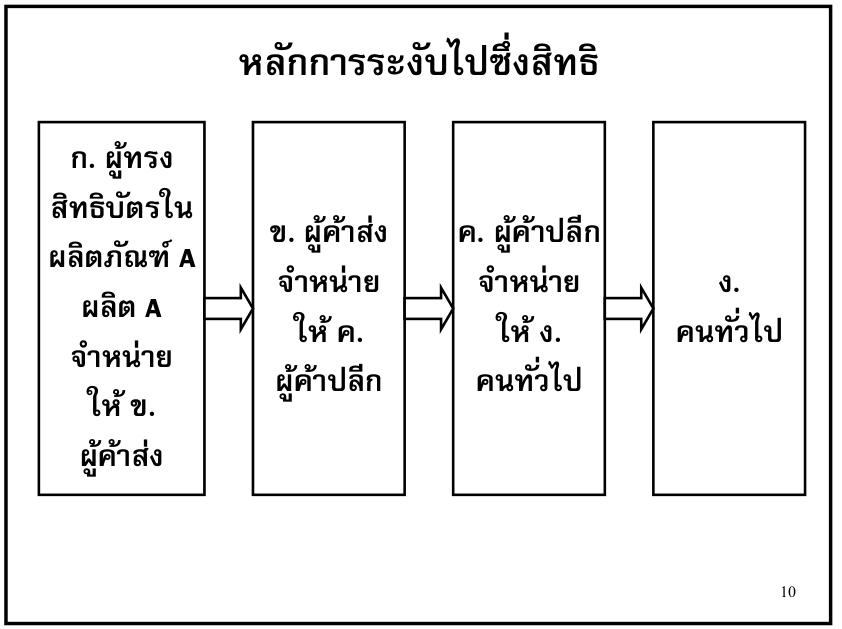 หลักการระงับไปซึ่งสิทธิ
ก. ผู้ทรง
สิทธิบัตรใน
ผลิตภัณฑ์ A
ผลิต A
จำหน่าย
ให้ ข.
ผู้ค้าส่ง
ข. ผู้ค้าส่ง
จำหน่าย
ให้ ค.
ผู้ค้าปลีก
ค. ผู้ค้าปลีก
จำหน่าย
ให้ ง.
คนทั่วไป
ง.
คนทั่วไป
10